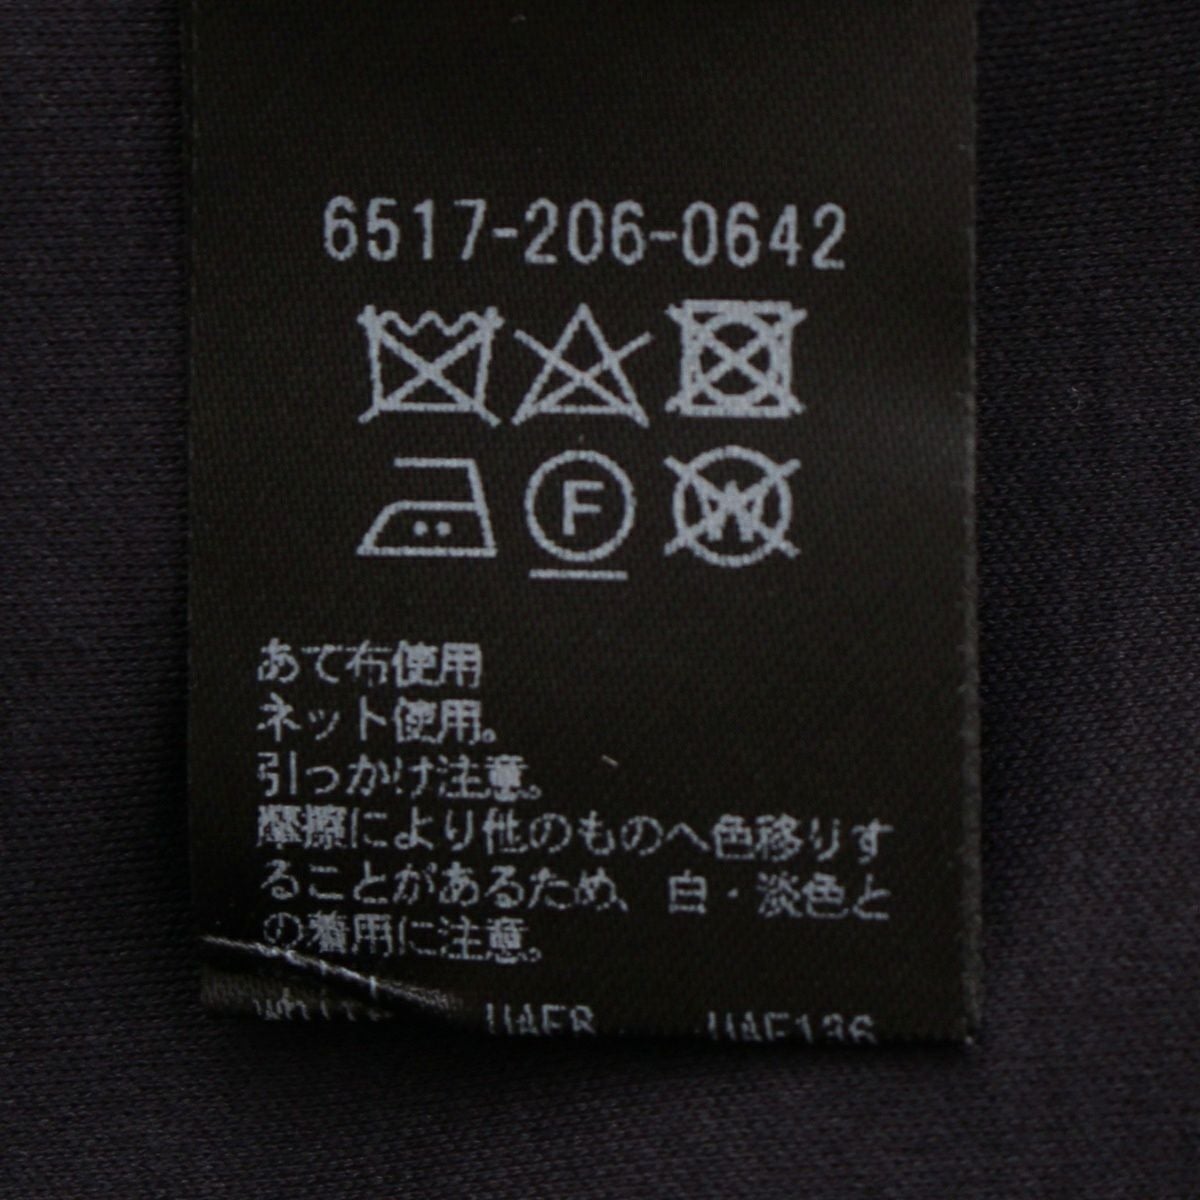 6517-206-0642
F W
あて布使用
ネット使用。
引っかけ注意。
摩擦により他のものへ色移りす
ることがあるため、白・淡色と
の着用に注意。